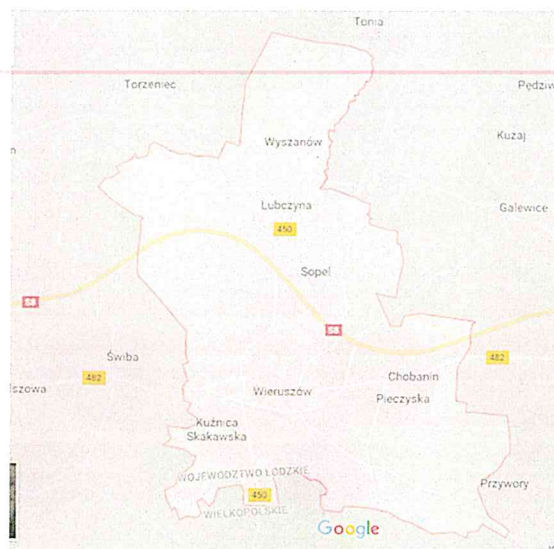 Tonia
Torzeniec
Pędziw
Wyszanów
Kuźaj
n
Lubczyna
Galewice
450
Sopel
S8
S8
Świba
482
482
Chobanin
lszowa
Wieruszów
Pieczyska
Kuźnica
Skakawska
WOJEWÓDZTWO ŁÓDZKIE
Przywory
450
WIELKOPOLSKIE
Google